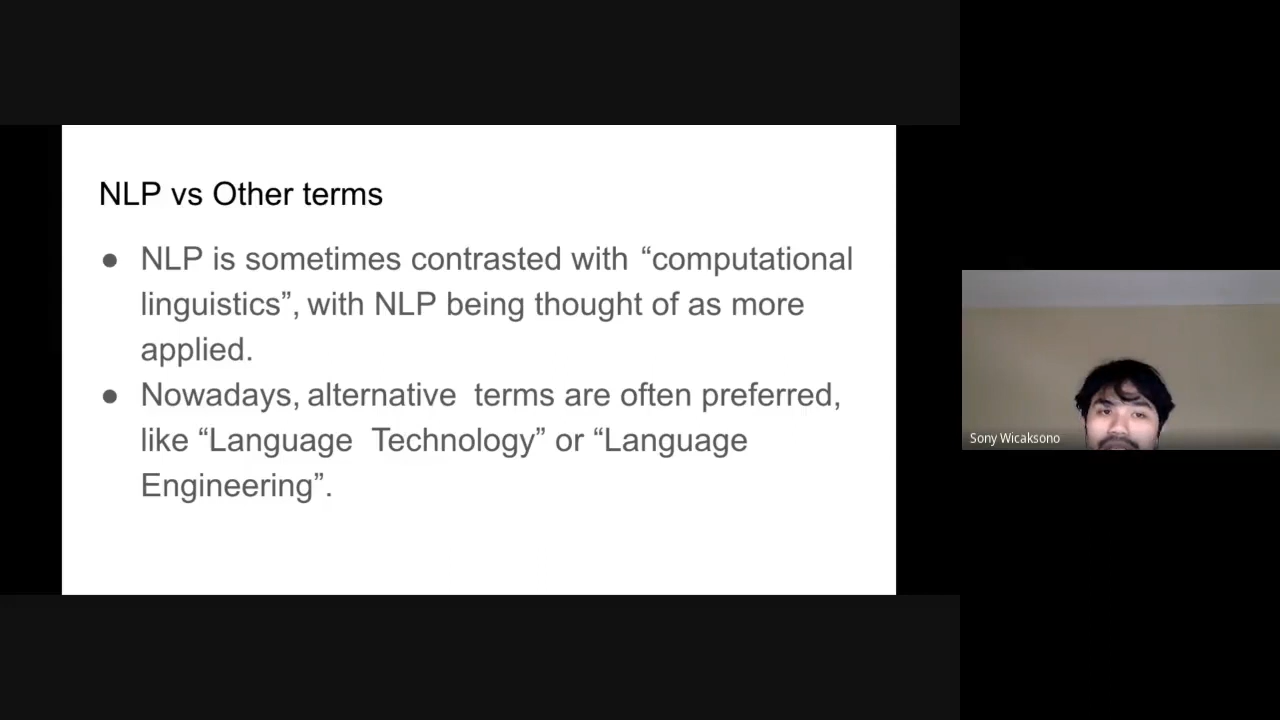 NLP vs Other terms
● NLP is sometimes contrasted with “computational
linguistics”, with NLP being thought of as more
applied.
● Nowadays, alternative terms are often preferred,
like “Language Technology” or “Language
Engineering”.
Sony Wicaksono